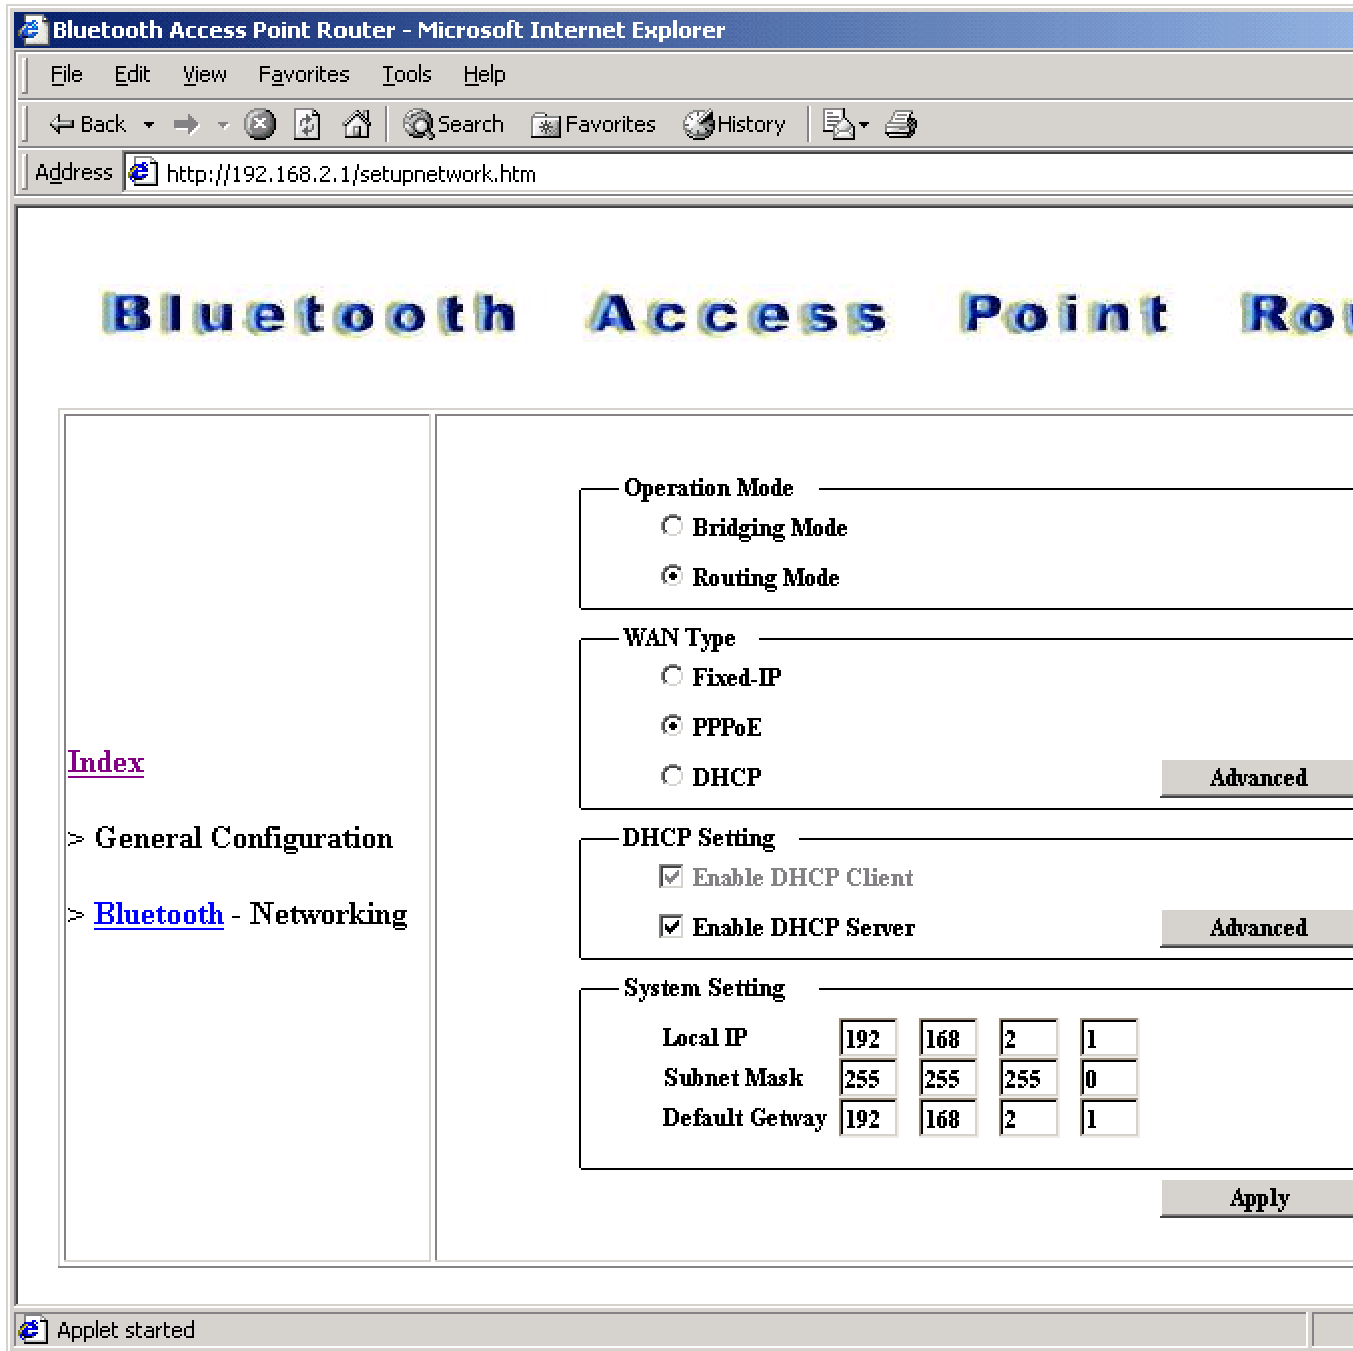 Bluetooth Access Point Router - Microsoft Internet Explorer
File Edit View Favorites Tools Help
Back Search Favorites History
Address http://192.168.2.1/setupnetwork.htm
Bluetooth Access Point Rou
Operation Mode
Bridging Mode
Routing Mode
WAN Type
Fixed-IP
PPPoE
DHCP Advanced
DHCP Setting
Enable DHCP Client
Enable DHCP Server Advanced
System Setting
Local IP 192 168 2 1
Subnet Mask 255 255 255 0
Default Getway 192 168 2 1
Apply
Index
> General Configuration
> Bluetooth - Networking
Applet started